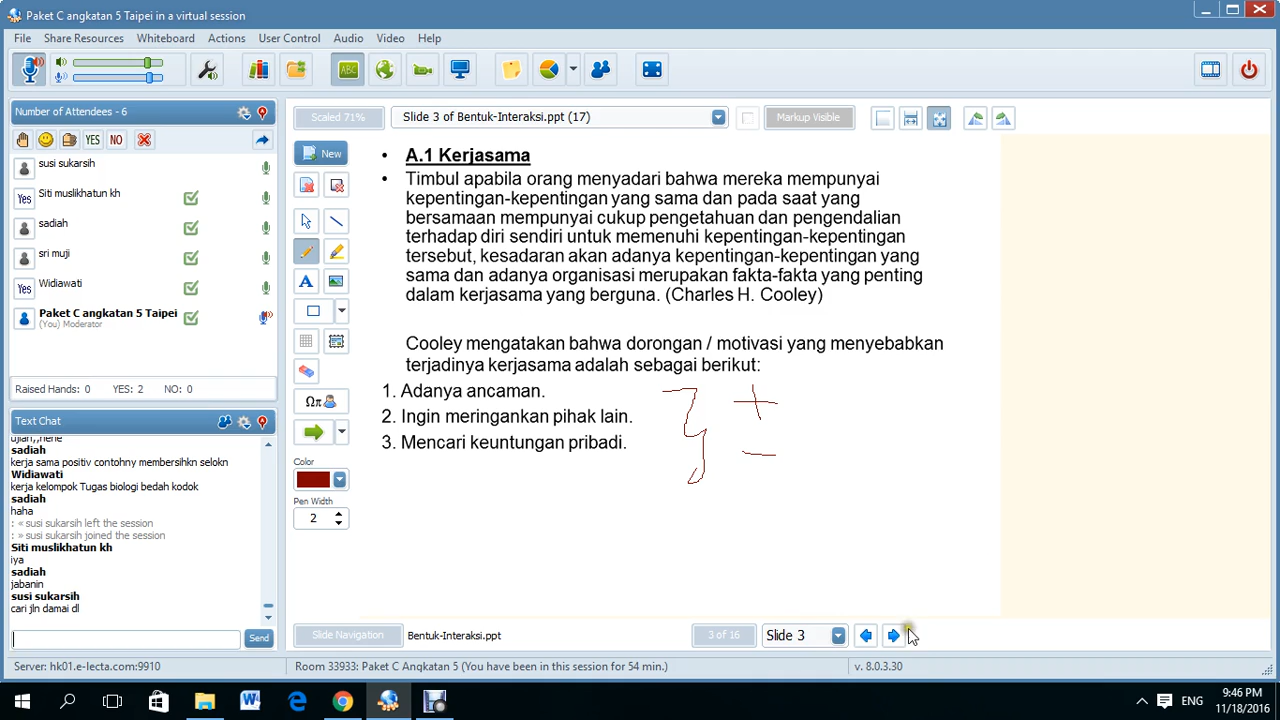 Paket C angkatan 5 Taipei in a virtual session
File Share Resources Whiteboard Actions User Control Audio Video Help
ABC
Number of Attendees - 6
YES NO
susi sukarsih
Yes Siti muslikhatun kh
sadiah
sri muji
Yes Widiawati
Paket C angkatan 5 Taipei
(You) Moderator
Raised Hands: 0 YES: 2 NO: 0
Text Chat
ujian,,hehe
sadiah
kerja sama positiv contohny membersihkn selokn
Widiawati
kerja kelompok Tugas biologi bedah kodok
sadiah
haha
: « susi sukarsih left the session
: » susi sukarsih joined the session
Siti muslikhatun kh
iya
sadiah
jabanin
susi sukarsih
cari jln damai dl
Send
Scaled 71% Slide 3 of Bentuk-Interaksi.ppt (17) Markup Visible
New
A
Ωπ
Color
Pen Width
2
• A.1 Kerjasama
• Timbul apabila orang menyadari bahwa mereka mempunyai
kepentingan-kepentingan yang sama dan pada saat yang
bersamaan mempunyai cukup pengetahuan dan pengendalian
terhadap diri sendiri untuk memenuhi kepentingan-kepentingan
tersebut, kesadaran akan adanya kepentingan-kepentingan yang
sama dan adanya organisasi merupakan fakta-fakta yang penting
dalam kerjasama yang berguna. (Charles H. Cooley)
Cooley mengatakan bahwa dorongan / motivasi yang menyebabkan
terjadinya kerjasama adalah sebagai berikut:
1. Adanya ancaman.
2. Ingin meringankan pihak lain.
3. Mencari keuntungan pribadi.
+
−
Slide Navigation Bentuk-Interaksi.ppt 3 of 16 Slide 3
Server: hk01.e-lecta.com:9910 Room 33933: Paket C Angkatan 5 (You have been in this session for 54 min.) v. 8.0.3.30
ENG 9:46 PM
11/18/2016